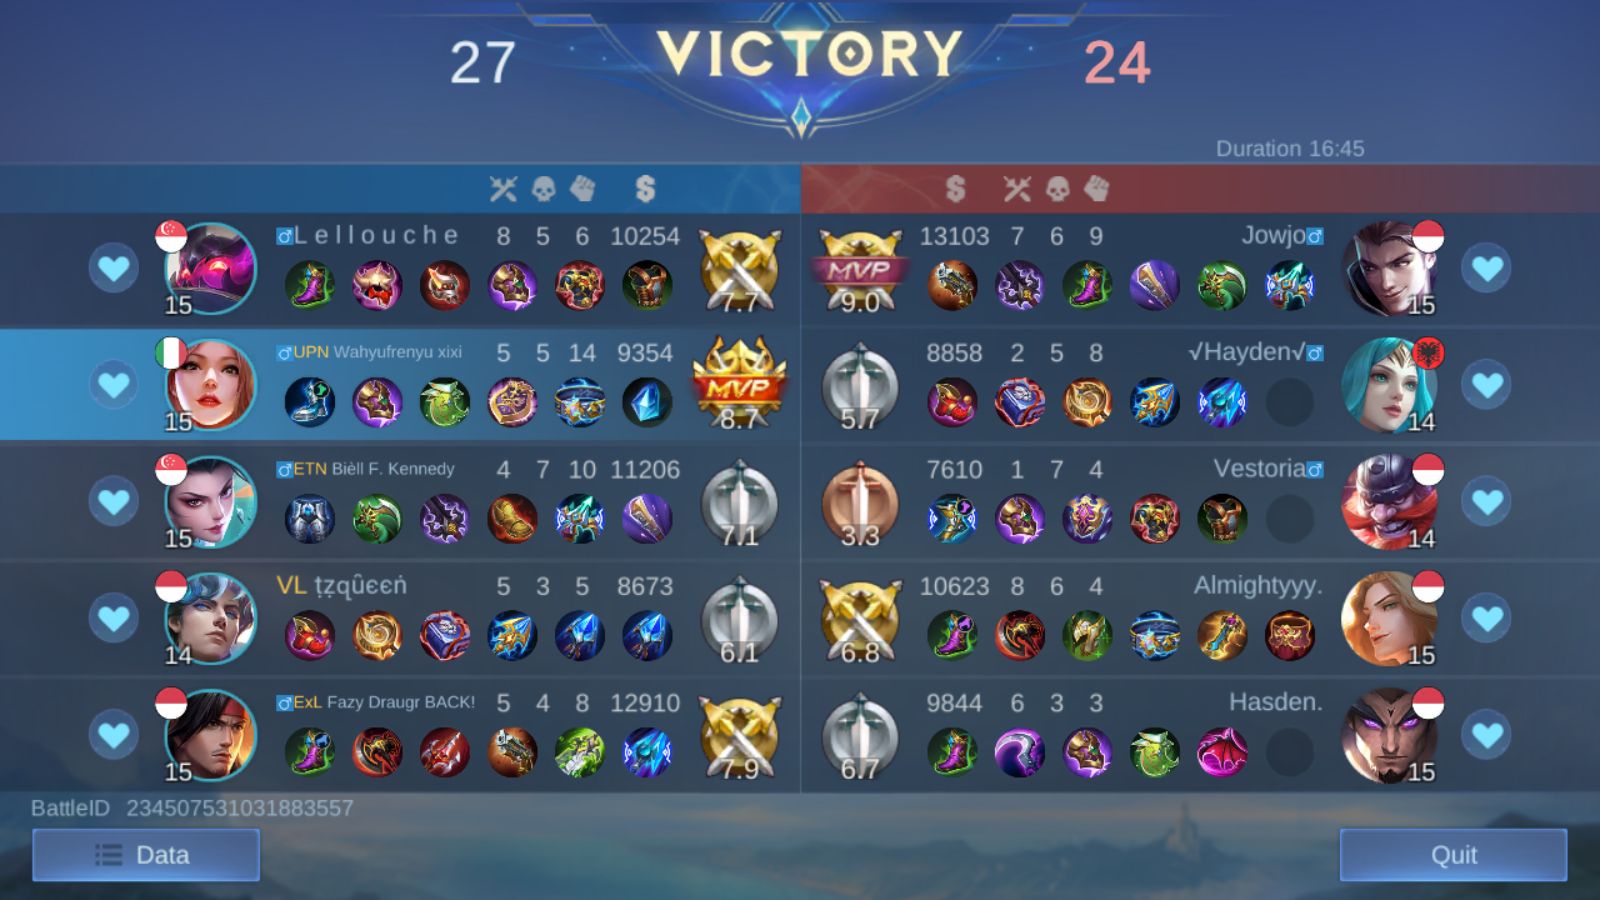 27 VICTORY 24
Duration 16:45
15 Lellouche 8 5 6 10254 7.7
MVP 9.0 13103 7 6 9 Jowjo 15
15 UPN Wahyufrenyu xixi 5 5 14 9354 MVP 8.7
5.7 8858 2 5 8 √Hayden√ 14
15 ETN Bièll F. Kennedy 4 7 10 11206 7.1
3.3 7610 1 7 4 Vestoria 14
14 VL ṭẓqûєєṅ 5 3 5 8673 6.1
6.8 10623 8 6 4 Almightyyy. 15
15 ExL Fazy Draugr BACK! 5 4 8 12910 7.9
6.7 9844 6 3 3 Hasden. 15
BattleID 234507531031883557
Data
Quit